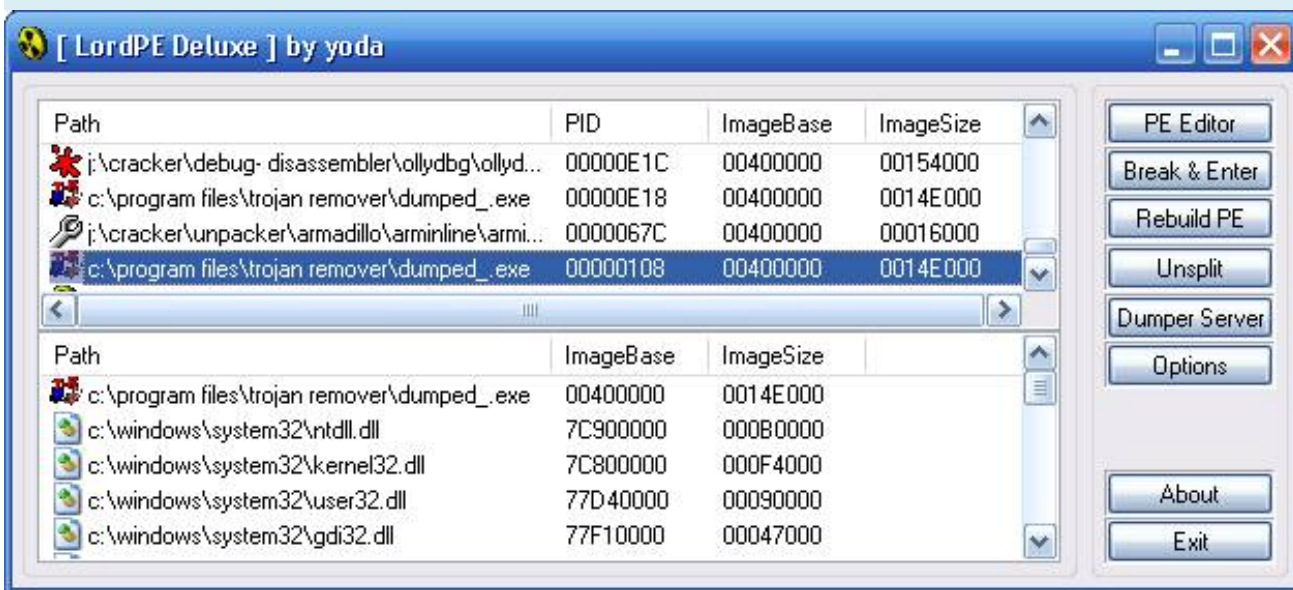 [ LordPE Deluxe ] by yoda
Path PID ImageBase ImageSize
j:\cracker\debug- disassembler\ollydbg\ollyd... 00000E1C 00400000 00154000
c:\program files\trojan remover\dumped_.exe 00000E18 00400000 0014E000
j:\cracker\unpacker\armadillo\arminline\armi... 0000067C 00400000 00016000
c:\program files\trojan remover\dumped_.exe 00000108 00400000 0014E000
Path ImageBase ImageSize
c:\program files\trojan remover\dumped_.exe 00400000 0014E000
c:\windows\system32\ntdll.dll 7C900000 000B0000
c:\windows\system32\kernel32.dll 7C800000 000F4000
c:\windows\system32\user32.dll 77D40000 00090000
c:\windows\system32\gdi32.dll 77F10000 00047000
PE Editor
Break & Enter
Rebuild PE
Unsplit
Dumper Server
Options
About
Exit